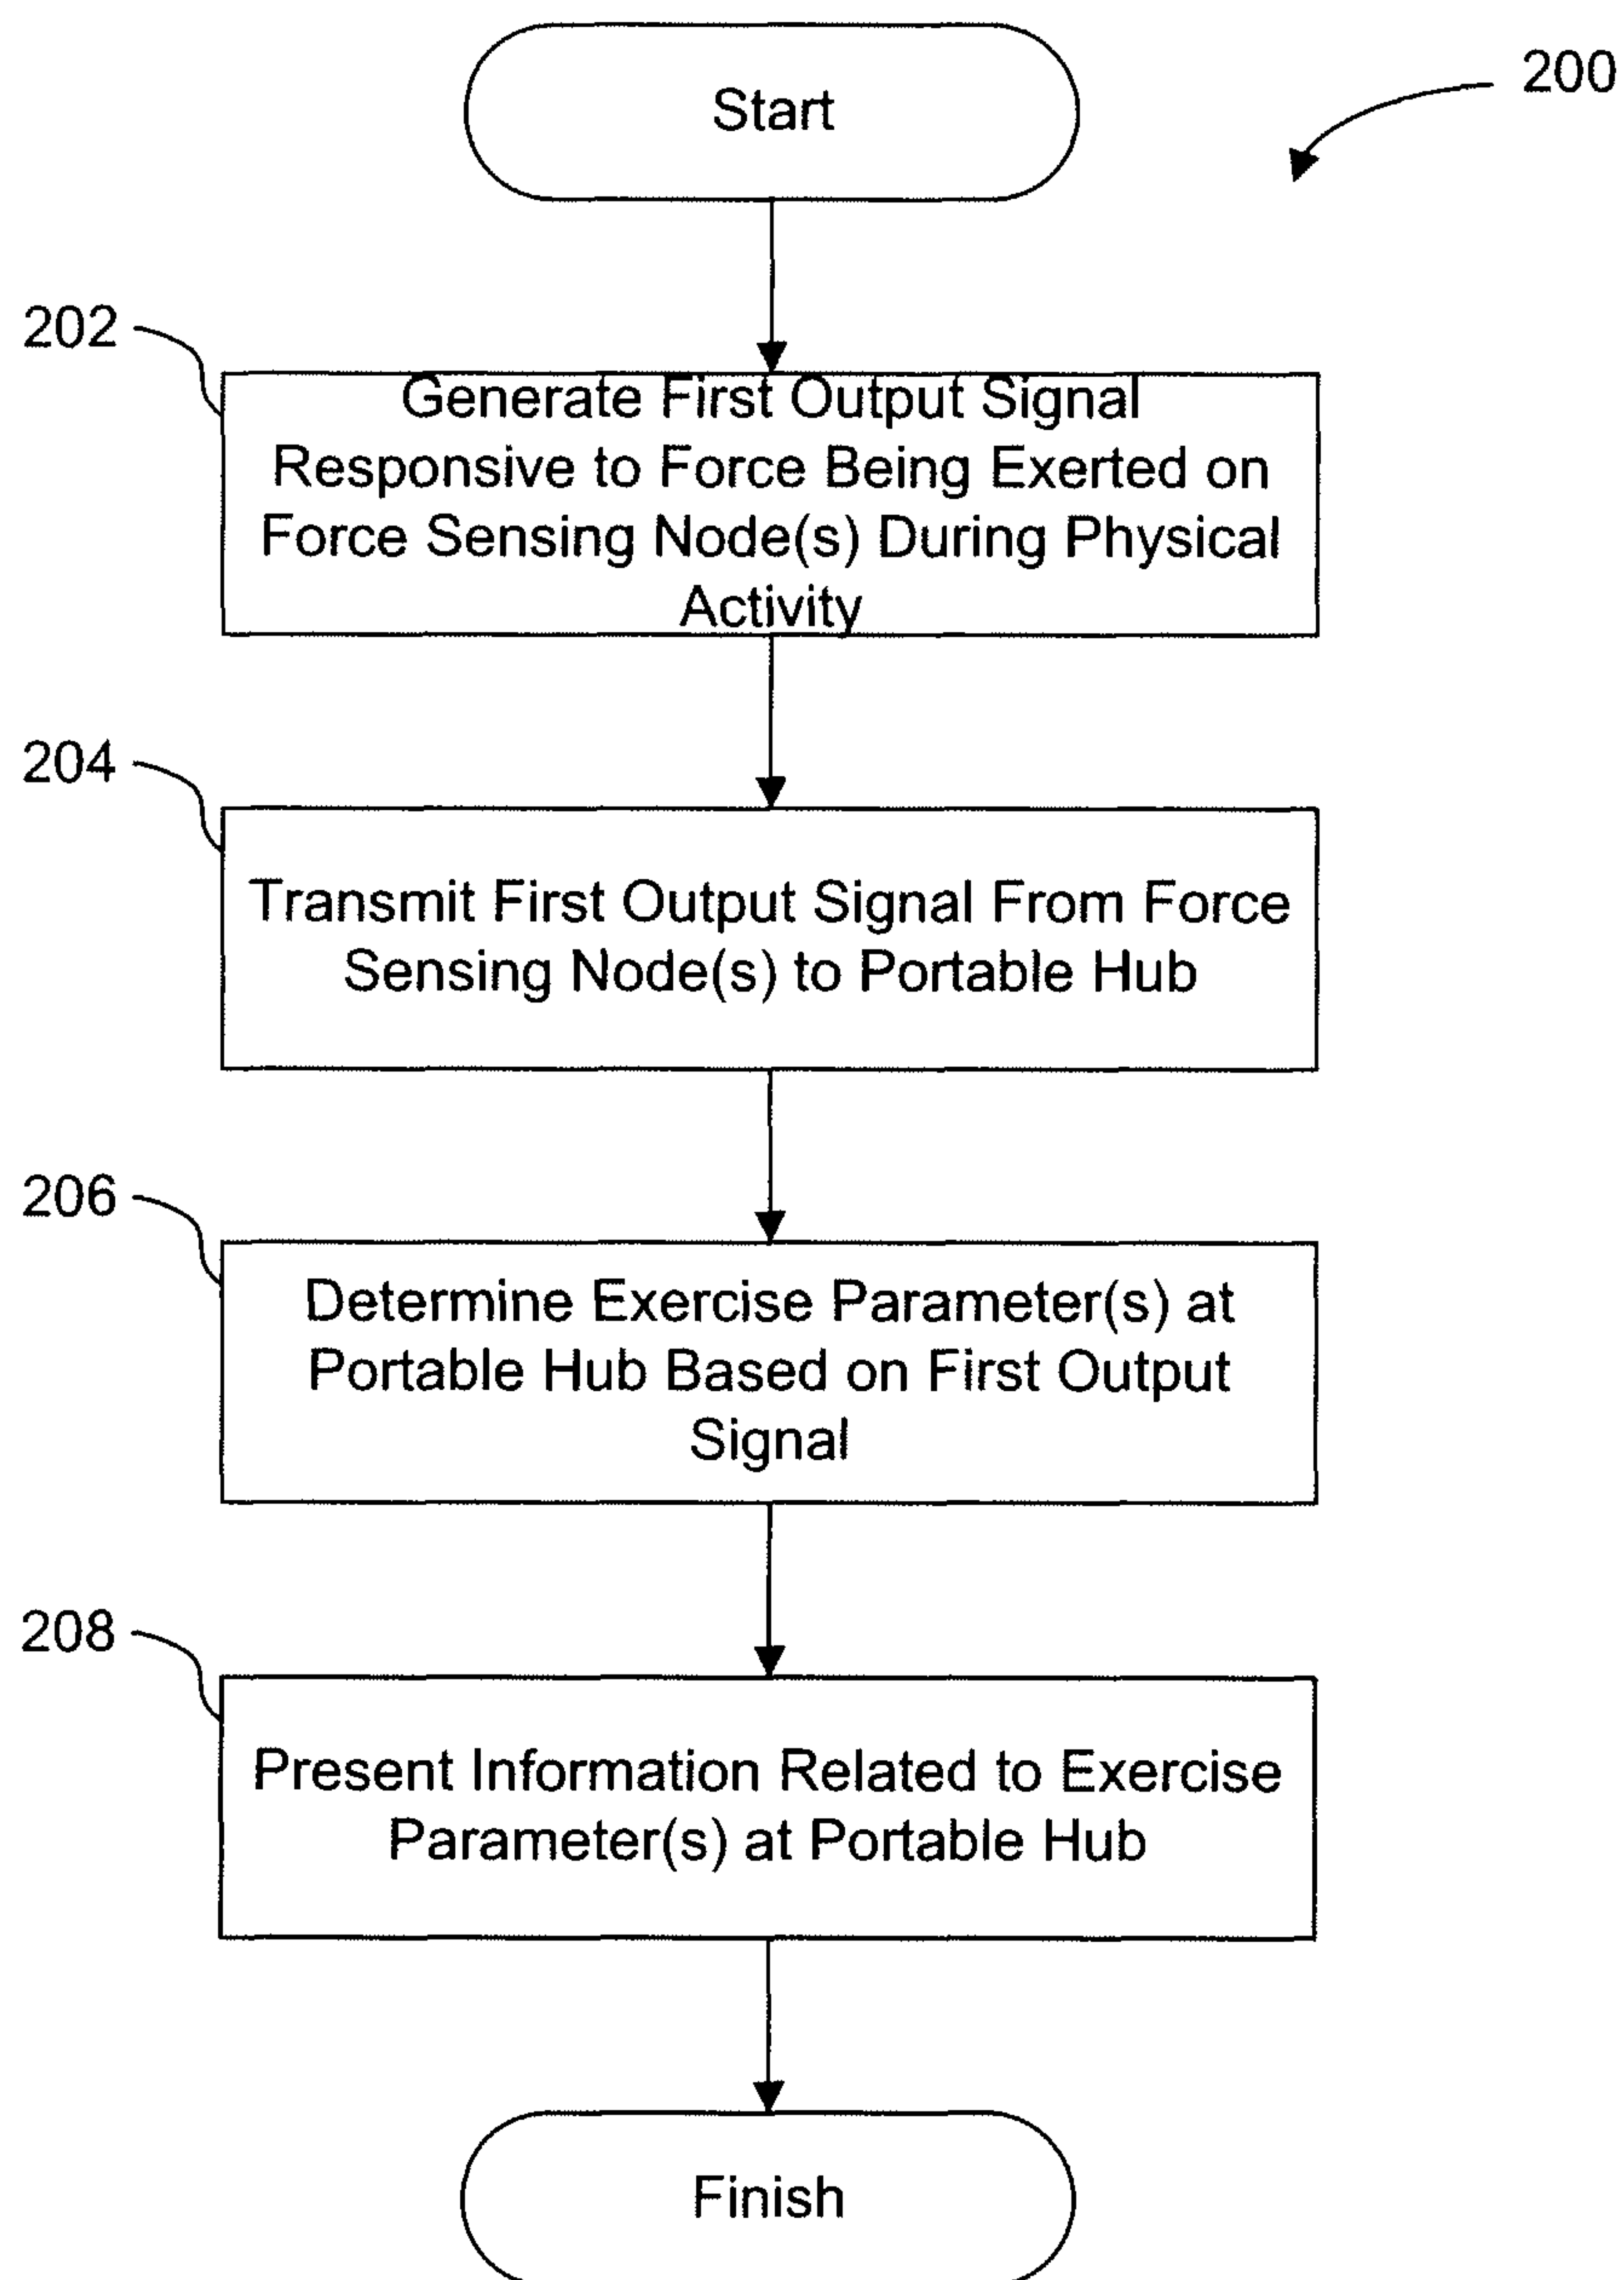 Start
200
202
Generate First Output Signal
Responsive to Force Being Exerted on
Force Sensing Node(s) During Physical
Activity
204
Transmit First Output Signal From Force
Sensing Node(s) to Portable Hub
206
Determine Exercise Parameter(s) at
Portable Hub Based on First Output
Signal
208
Present Information Related to Exercise
Parameter(s) at Portable Hub
Finish